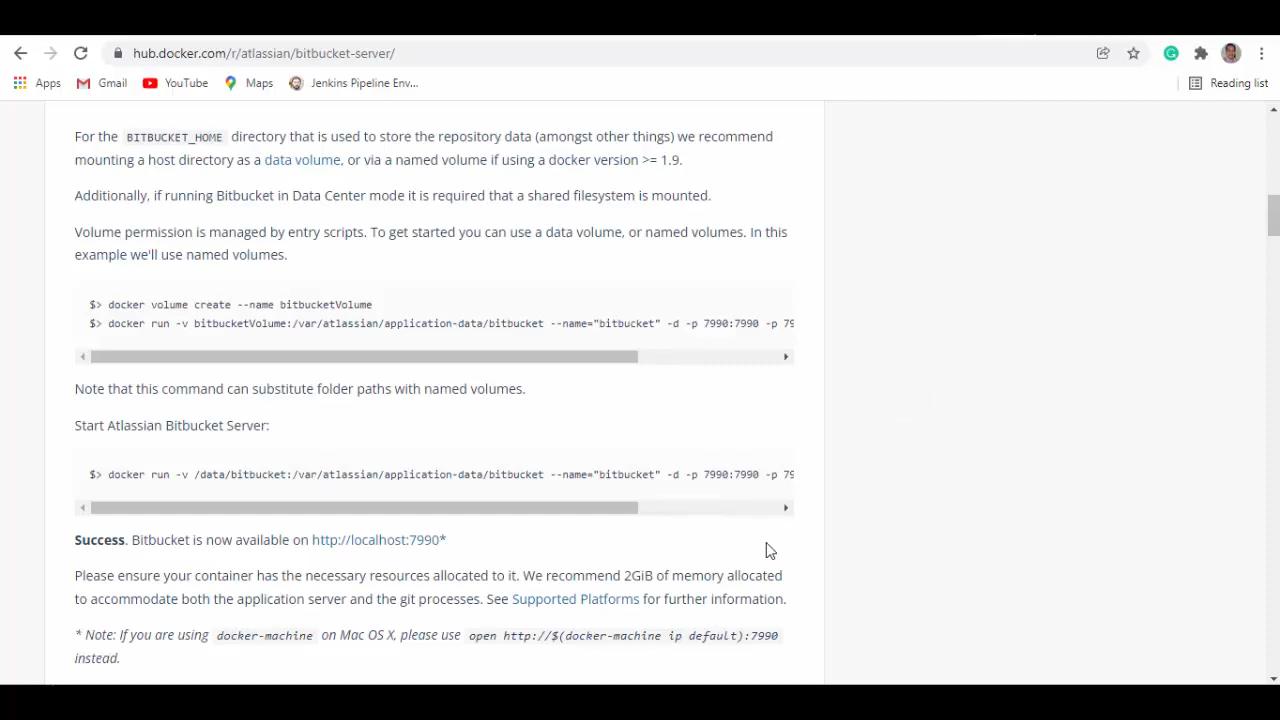 hub.docker.com/r/atlassian/bitbucket-server/
Apps Gmail YouTube Maps Jenkins Pipeline Env... Reading list
For the BITBUCKET_HOME directory that is used to store the repository data (amongst other things) we recommend
mounting a host directory as a data volume, or via a named volume if using a docker version >= 1.9.
Additionally, if running Bitbucket in Data Center mode it is required that a shared filesystem is mounted.
Volume permission is managed by entry scripts. To get started you can use a data volume, or named volumes. In this
example we'll use named volumes.
$> docker volume create --name bitbucketVolume
$> docker run -v bitbucketVolume:/var/atlassian/application-data/bitbucket --name="bitbucket" -d -p 7990:7990 -p 79
Note that this command can substitute folder paths with named volumes.
Start Atlassian Bitbucket Server:
$> docker run -v /data/bitbucket:/var/atlassian/application-data/bitbucket --name="bitbucket" -d -p 7990:7990 -p 79
Success. Bitbucket is now available on http://localhost:7990*
Please ensure your container has the necessary resources allocated to it. We recommend 2GiB of memory allocated
to accommodate both the application server and the git processes. See Supported Platforms for further information.
* Note: If you are using docker-machine on Mac OS X, please use open http://$(docker-machine ip default):7990
instead.